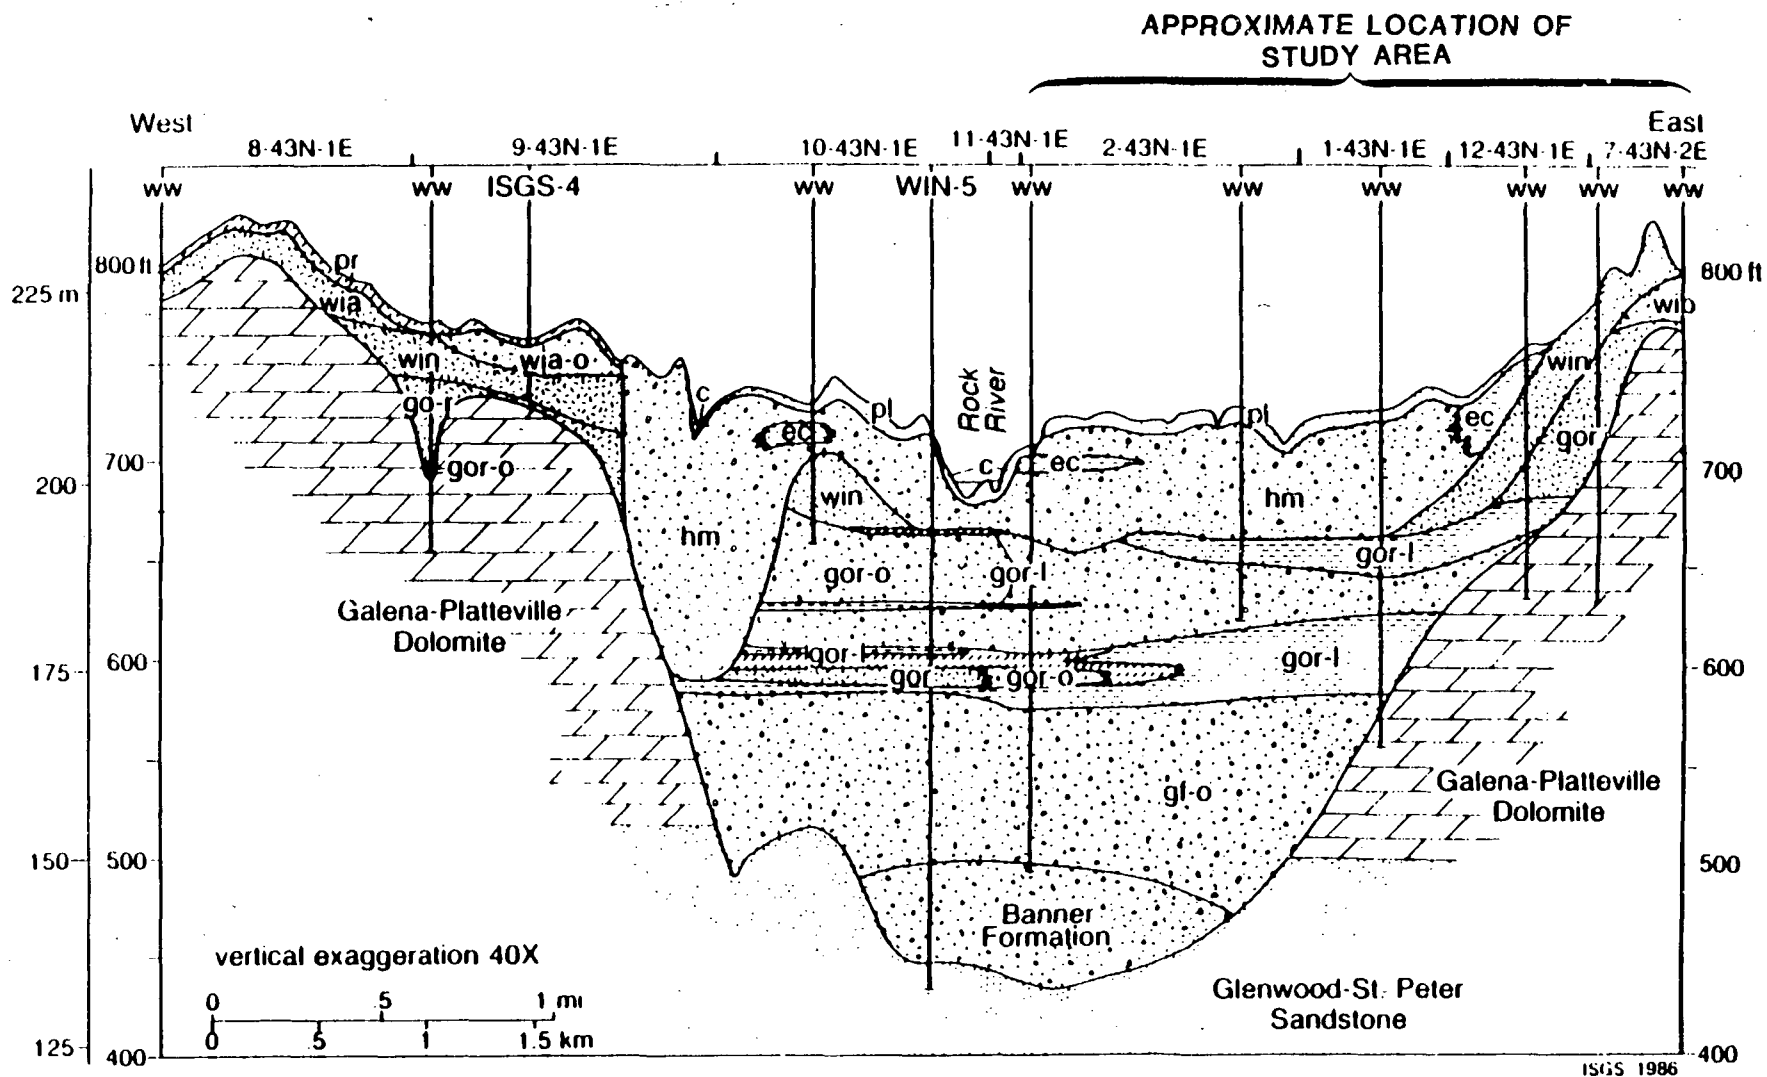 APPROXIMATE LOCATION OF
STUDY AREA
West
East
8-43N-1E
9-43N-1E
10-43N-1E
11-43N-1E
2-43N-1E
1-43N-1E
12-43N-1E
7-43N-2E
ww
ww
ISGS-4
ww
WIN-5
ww
ww
ww
ww
ww
ww
800 ft
800 ft
225 m
pr
wia
wib
win
wia-o
c
pl
Rock
River
pl
ec
win
gor
ec
c
ec
700
gor-o
700
200
win
hm
hm
gor-l
gor-o
gor-l
Galena-Platteville
Dolomite
175
600
gor-l
gor
gor-o
gor-l
600
gl-o
Galena-Platteville
Dolomite
150
500
500
Banner
Formation
vertical exaggeration 40X
0 .5 1 mi
0 .5 1 1.5 km
Glenwood-St. Peter
Sandstone
125
400
400
ISGS 1986